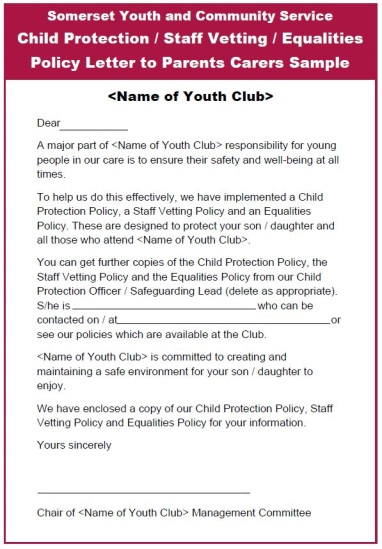 Somerset Youth and Community Service
Child Protection / Staff Vetting / Equalities
Policy Letter to Parents Carers Sample
<Name of Youth Club>
Dear____________
A major part of <Name of Youth Club> responsibility for young
people in our care is to ensure their safety and well-being at all
times.
To help us do this effectively, we have implemented a Child
Protection Policy, a Staff Vetting Policy and an Equalities
Policy. These are designed to protect your son / daughter and
all those who attend <Name of Youth Club>.
You can get further copies of the Child Protection Policy, the
Staff Vetting Policy and the Equalities Policy from our Child
Protection Officer / Safeguarding Lead (delete as appropriate).
S/he is ________________________________who can be
contacted on / at_____________________________________or
see our policies which are available at the Club.
<Name of Youth Club> is committed to creating and
maintaining a safe environment for your son / daughter to
enjoy.
We have enclosed a copy of our Child Protection Policy, Staff
Vetting Policy and Equalities Policy for your information.
Yours sincerely
________________________________
Chair of <Name of Youth Club> Management Committee